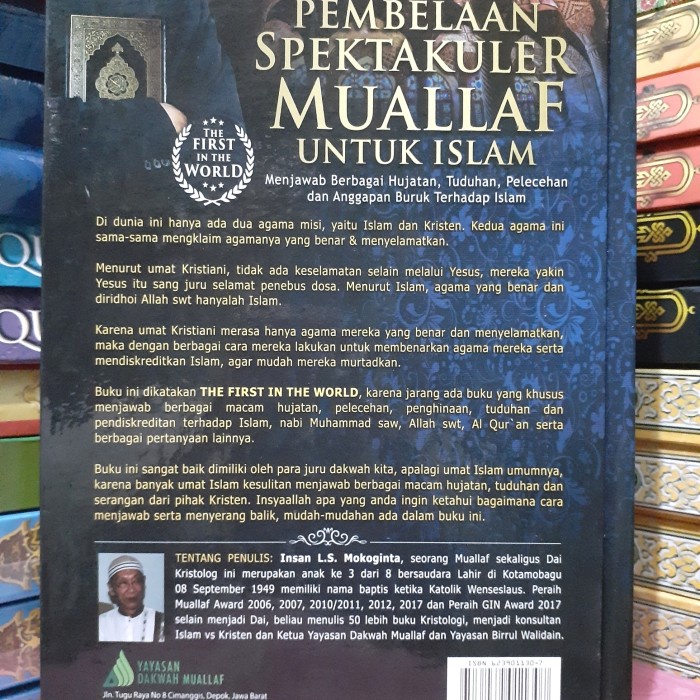 PEMBELAAN
SPEKTAKULER
MUALLAF
UNTUK ISLAM
THE
FIRST
IN THE
WORLD
Menjawab Berbagai Hujatan, Tuduhan, Pelecehan
dan Anggapan Buruk Terhadap Islam
Di dunia ini hanya ada dua agama misi, yaitu Islam dan Kristen. Kedua agama ini
sama-sama mengklaim agamanya yang benar & menyelamatkan.
Menurut umat Kristiani, tidak ada keselamatan selain melalui Yesus, mereka yakin
Yesus itu sang juru selamat penebus dosa. Menurut Islam, agama yang benar dan
diridhoi Allah swt hanyalah Islam.
Karena umat Kristiani merasa hanya agama mereka yang benar dan menyelamatkan,
maka dengan berbagai cara mereka lakukan untuk membenarkan agama mereka serta
mendiskreditkan Islam, agar mudah mereka murtadkan.
Buku ini dikatakan THE FIRST IN THE WORLD, karena jarang ada buku yang khusus
menjawab berbagai macam hujatan, pelecehan, penghinaan, tuduhan dan
pendiskreditan terhadap Islam, nabi Muhammad saw, Allah swt, Al Qur`an serta
berbagai pertanyaan lainnya.
Buku ini sangat baik dimiliki oleh para juru dakwah kita, apalagi umat Islam umumnya,
karena banyak umat Islam kesulitan menjawab berbagai macam hujatan, tuduhan dan
serangan dari pihak Kristen. Insyaallah apa yang anda ingin ketahui bagaimana cara
menjawab serta menyerang balik, mudah-mudahan ada dalam buku ini.
TENTANG PENULIS: Insan L.S. Mokoginta, seorang Muallaf sekaligus Dai
Kristolog ini merupakan anak ke 3 dari 8 bersaudara Lahir di Kotamobagu
08 September 1949 memiliki nama baptis ketika Katolik Wenseslaus. Peraih
Muallaf Award 2006, 2007, 2010/2011, 2012, 2017 dan Peraih GIN Award 2017
selain menjadi Dai, beliau menulis 50 lebih buku Kristologi, menjadi konsultan
Islam vs Kristen dan Ketua Yayasan Dakwah Muallaf dan Yayasan Birrul Walidain.
YAYASAN
DAKWAH MUALLAF
Jln. Tugu Raya No 8 Cimanggis, Depok, Jawa Barat
ISBN 623901130-7
QU
QU